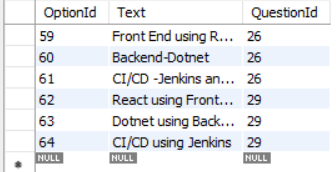 OptionId Text QuestionId
59 Front End using R... 26
60 Backend-Dotnet 26
61 CI/CD -Jenkins an... 26
62 React using Front... 29
63 Dotnet using Back... 29
64 CI/CD using Jenkins 29
NULL NULL NULL